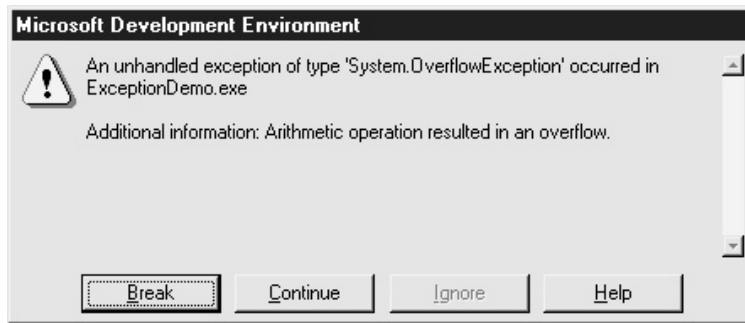 Microsoft Development Environment
An unhandled exception of type 'System.OverflowException' occurred in
ExceptionDemo.exe
Additional information: Arithmetic operation resulted in an overflow.
Break
Continue
Ignore
Help